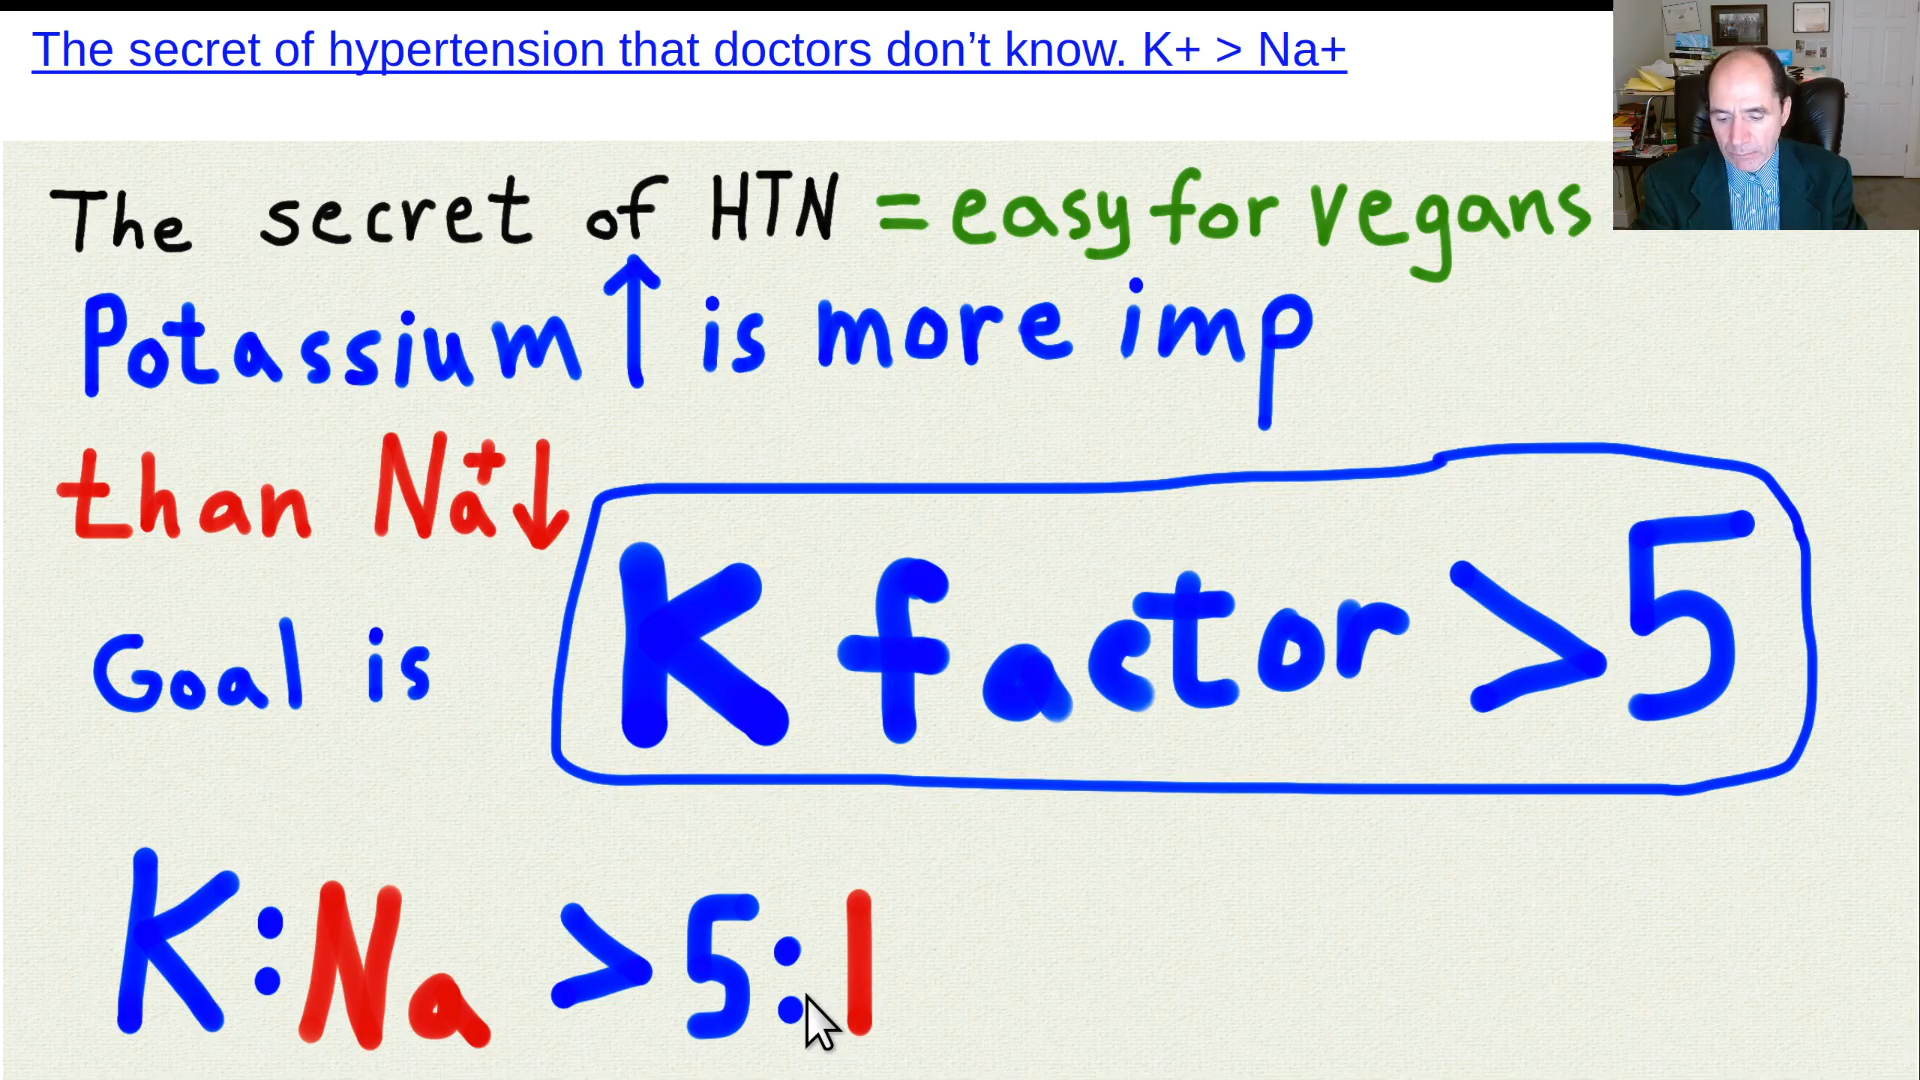 The secret of hypertension that doctors don’t know. K+ > Na+
The secret of HTN = easy for vegans
Potassium ↑ is more imp
than Na+ ↓
Goal is K factor > 5
K:Na > 5:1